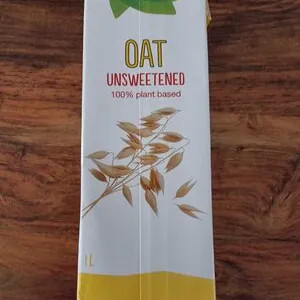 OAT
UNSWEETENED
100% plant based
1L